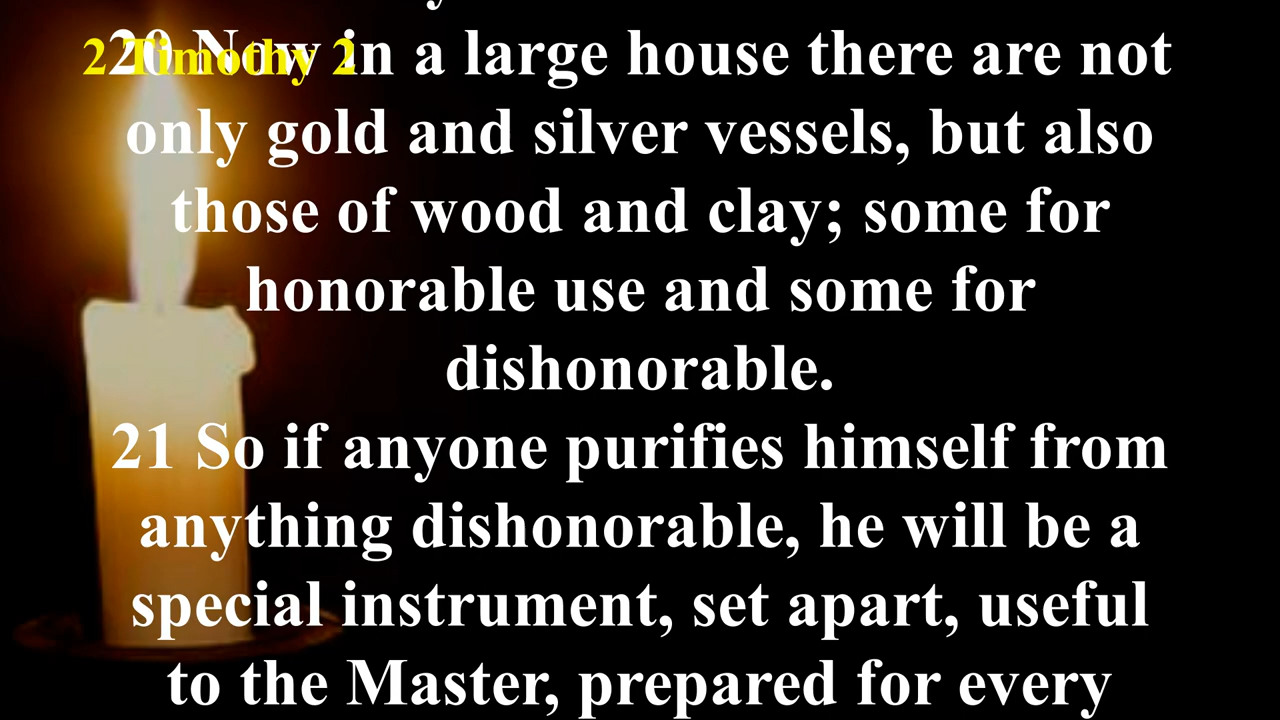 2 Timothy 2
20 Now in a large house there are not
only gold and silver vessels, but also
those of wood and clay; some for
honorable use and some for
dishonorable.
21 So if anyone purifies himself from
anything dishonorable, he will be a
special instrument, set apart, useful
to the Master, prepared for every